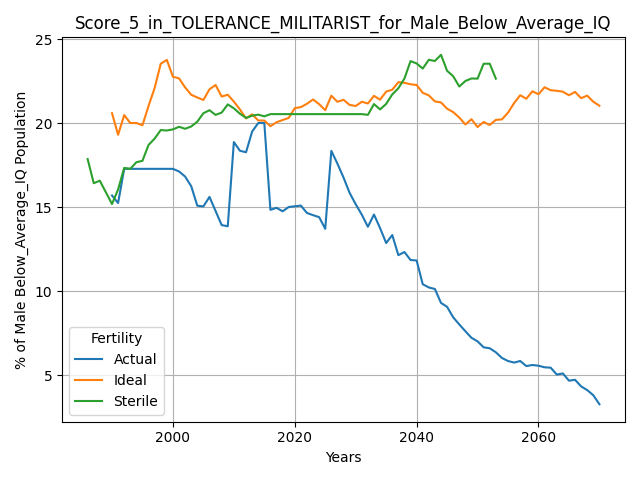 Score_5_in_TOLERANCE_MILITARIST_for_Male_Below_Average_IQ
% of Male Below_Average_IQ Population
25
20
15
10
5
Fertility
Actual
Ideal
Sterile
2000 2020 2040 2060
Years